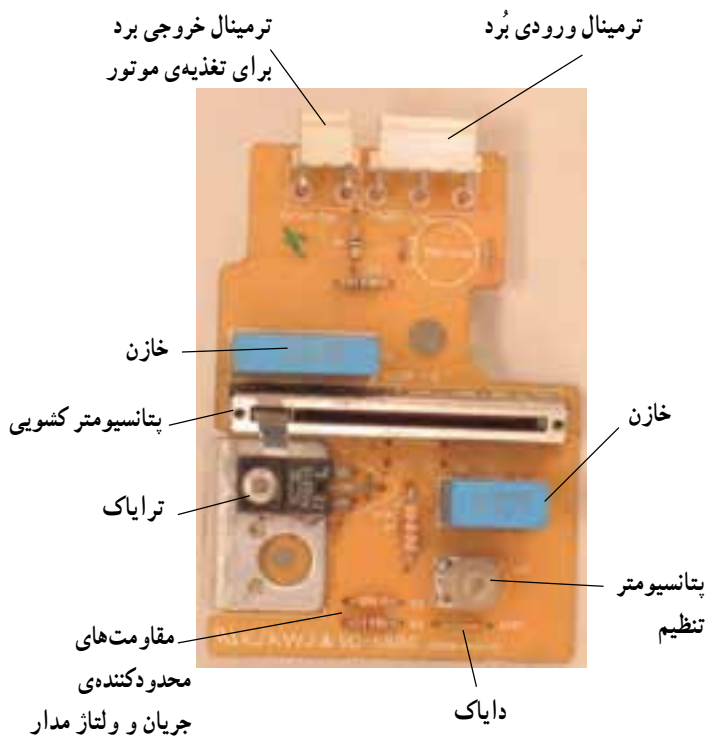 ترمینال ورودی بُرد
ترمینال خروجی برد
برای تغذیه‌ی موتور
خازن
پتانسیومتر کشویی
خازن
ترایاک
پتانسیومتر
تنظیم
مقاومت‌های
محدودکننده‌ی
جریان و ولتاژ مدار
دایاک